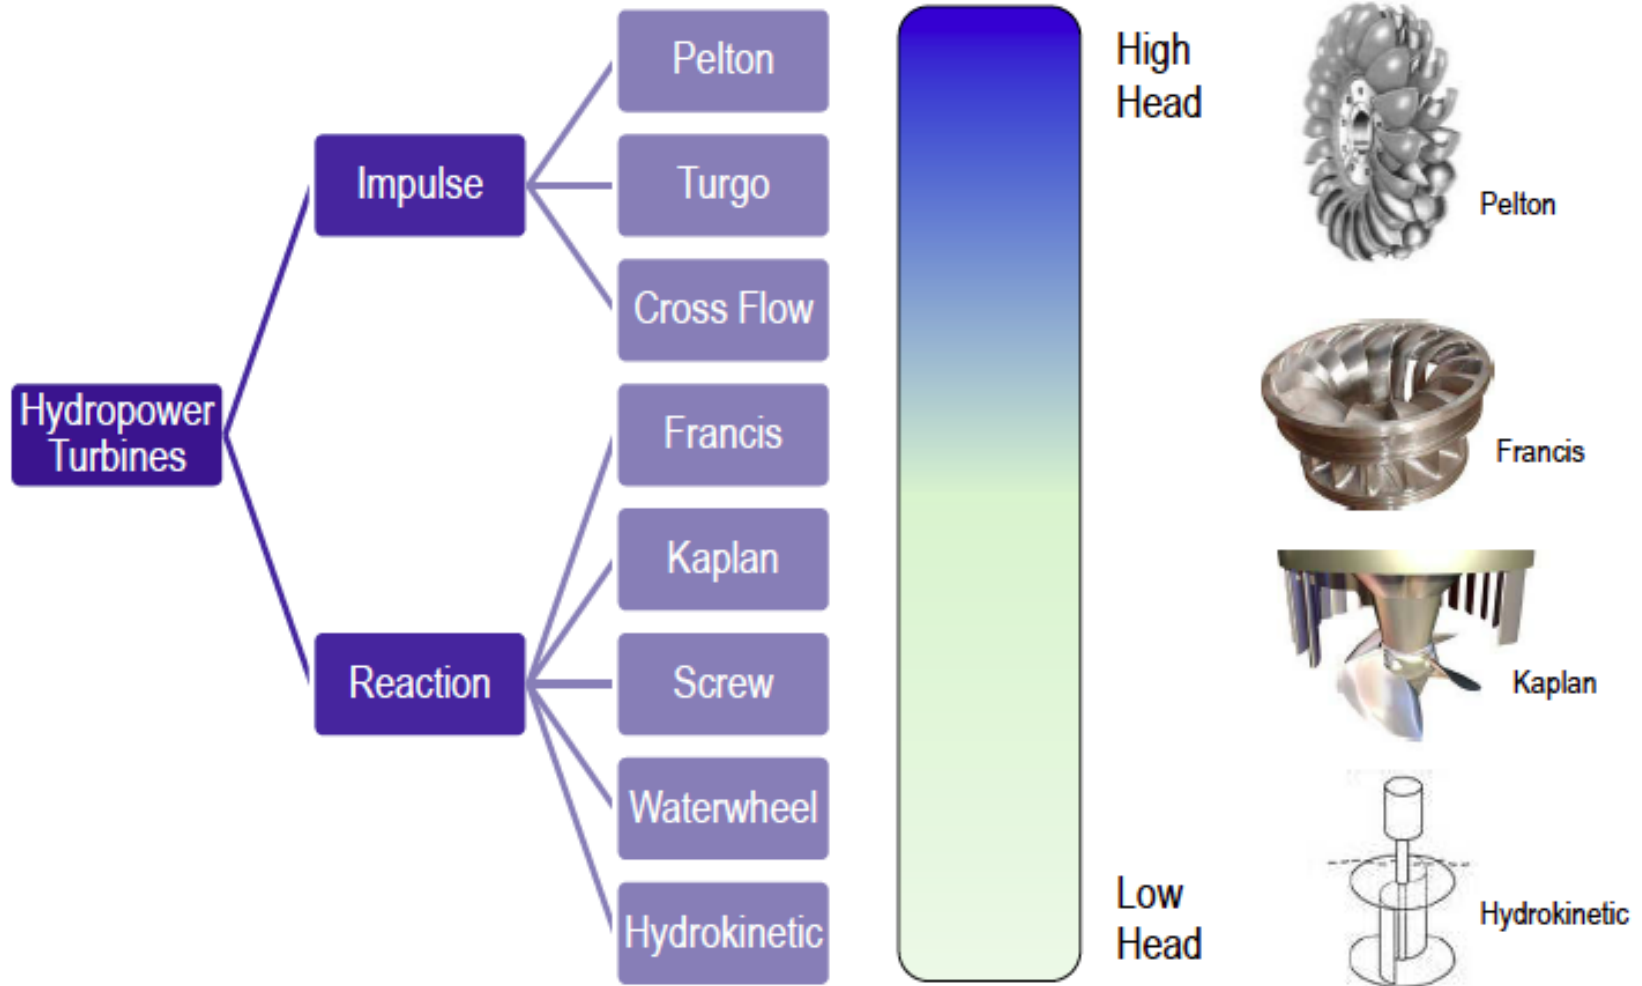 Hydropower
Turbines
Impulse
Reaction
Pelton
Turgo
Cross Flow
Francis
Kaplan
Screw
Waterwheel
Hydrokinetic
High
Head
Low
Head
Pelton
Francis
Kaplan
Hydrokinetic